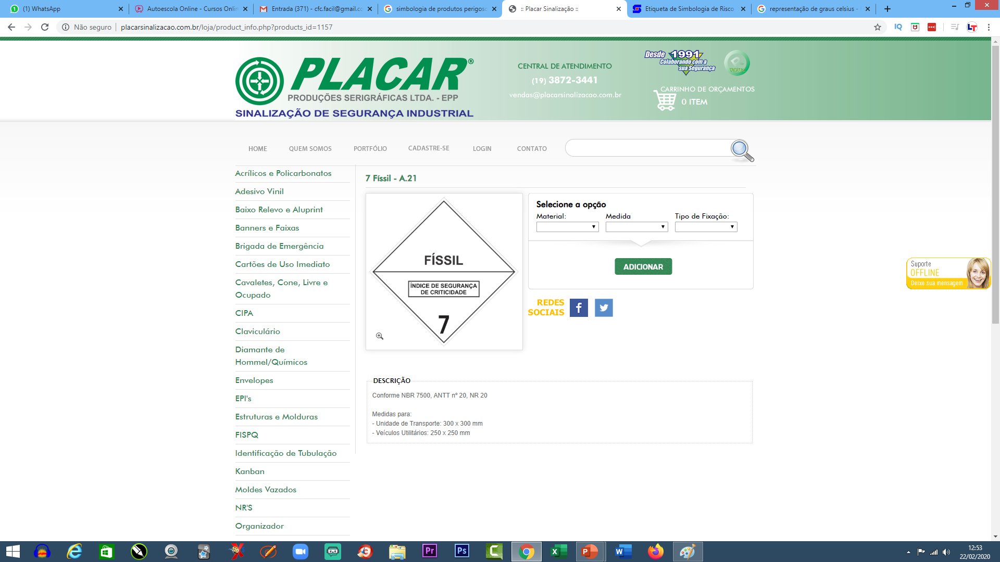 (1) WhatsApp
Autoescola Online - Cursos Onlin
Entrada (371) - cfc.facil@gmail.co
simbologia de produtos perigoso
:: Placar Sinalização ::
Etiqueta de Simbologia de Risco
representação de graus celsius -
Não seguro
placarsinalizacao.com.br/loja/product_info.php?products_id=1157
IQ
LT
PLACAR®
PRODUÇÕES SERIGRÁFICAS LTDA. - EPP
SINALIZAÇÃO DE SEGURANÇA INDUSTRIAL
CENTRAL DE ATENDIMENTO
(19) 3872-3441
vendas@placarsinalizacao.com.br
Desde 1991
Colaborando com a
sua Segurança
DIGITAL
CARRINHO DE ORÇAMENTOS
0 ITEM
HOME
QUEM SOMOS
PORTFÓLIO
CADASTRE-SE
LOGIN
CONTATO
Acrílicos e Policarbonatos
Adesivo Vinil
Baixo Relevo e Aluprint
Banners e Faixas
Brigada de Emergência
Cartões de Uso Imediato
Cavaletes, Cone, Livre e
Ocupado
CIPA
Claviculário
Diamante de
Hommel/Químicos
Envelopes
EPI's
Estruturas e Molduras
FISPQ
Identificação de Tubulação
Kanban
Moldes Vazados
NR'S
Organizador
7 Físsil - A.21
FÍSSIL
ÍNDICE DE SEGURANÇA
DE CRITICIDADE
7
Selecione a opção
Material:
Medida
Tipo de Fixação:
ADICIONAR
REDES
SOCIAIS
Suporte
OFFLINE
Deixe sua mensagem
DESCRIÇÃO
Conforme NBR 7500, ANTT nº 20, NR 20
Medidas para:
- Unidade de Transporte: 300 x 300 mm
- Veículos Utilitários: 250 x 250 mm
12:53
22/02/2020